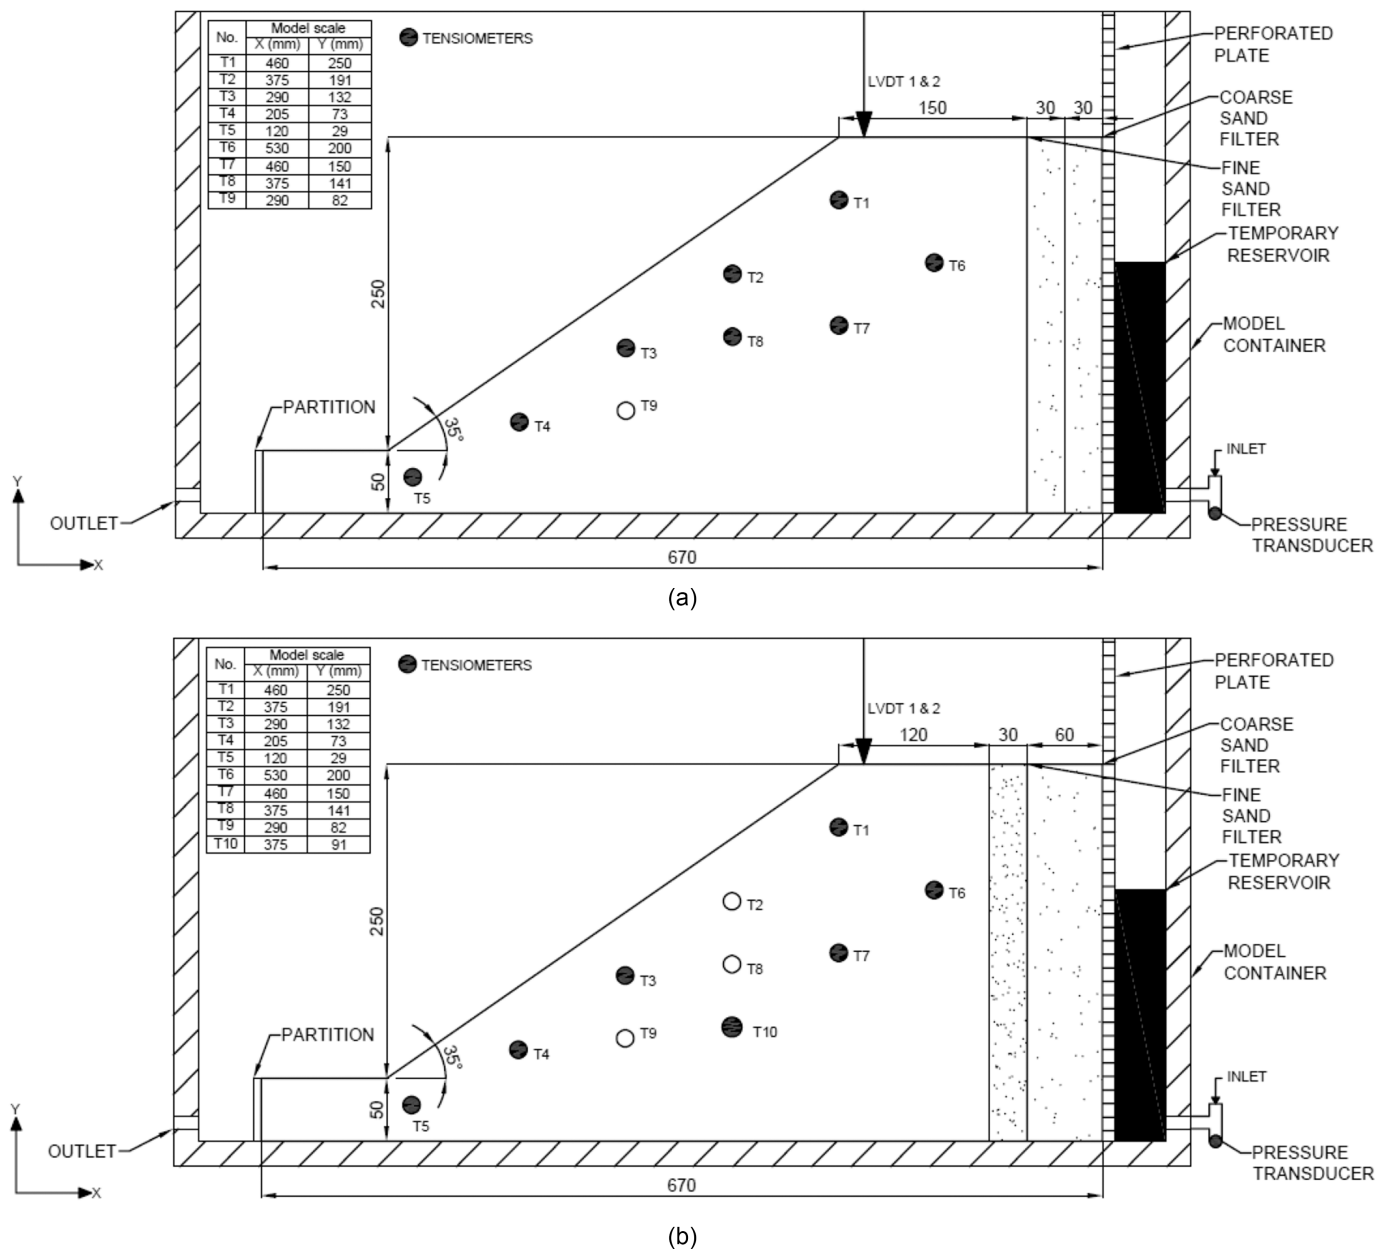 No. Model scale
X (mm) Y (mm)
T1 460 250
T2 375 191
T3 290 132
T4 205 73
T5 120 29
T6 530 200
T7 460 150
T8 375 141
T9 290 82
TENSIOMETERS
LVDT 1 & 2
150 30 30
PERFORATED
PLATE
COARSE
SAND
FILTER
FINE
SAND
FILTER
TEMPORARY
RESERVOIR
MODEL
CONTAINER
INLET
PRESSURE
TRANSDUCER
T1
T2
T6
T3
T8
T7
T4
T9
T5
250
35°
50
PARTITION
OUTLET
Y
X
670
(a)
No. Model scale
X (mm) Y (mm)
T1 460 250
T2 375 191
T3 290 132
T4 205 73
T5 120 29
T6 530 200
T7 460 150
T8 375 141
T9 290 82
T10 375 91
TENSIOMETERS
LVDT 1 & 2
120 30 60
PERFORATED
PLATE
COARSE
SAND
FILTER
FINE
SAND
FILTER
TEMPORARY
RESERVOIR
MODEL
CONTAINER
INLET
PRESSURE
TRANSDUCER
T1
T2
T6
T3
T8
T7
T4
T9
T10
T5
250
35°
50
PARTITION
OUTLET
Y
X
670
(b)